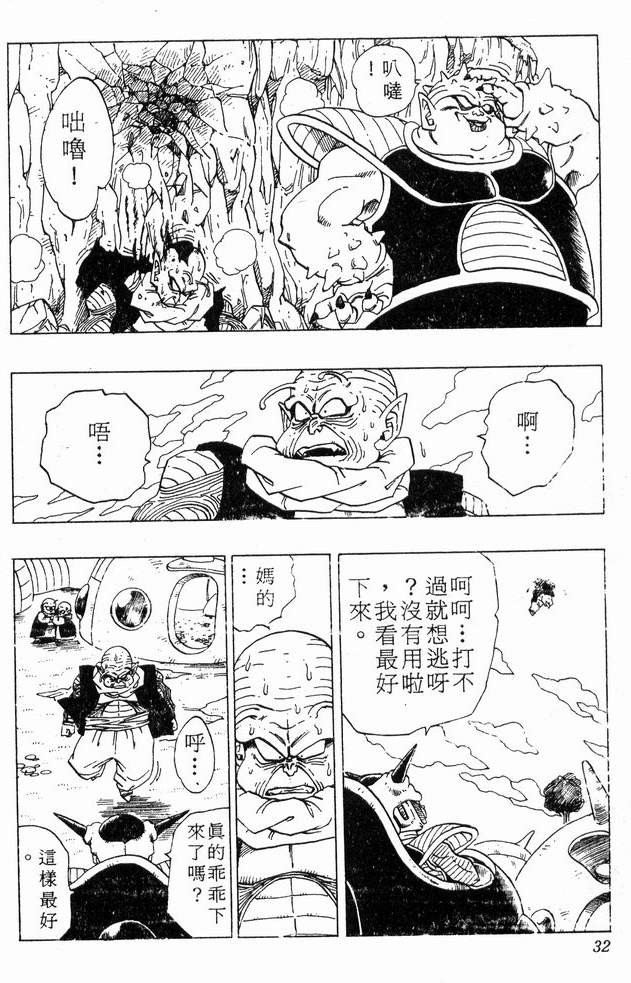 叭噠
！
咄嚕！
啊⋯
唔⋯
呵呵⋯打不
過就想逃呀
？沒有用啦
，我看最好
下來。
媽的
⋯
呼⋯⋯
眞的乖乖下
來了嗎？
這樣最好
。
32